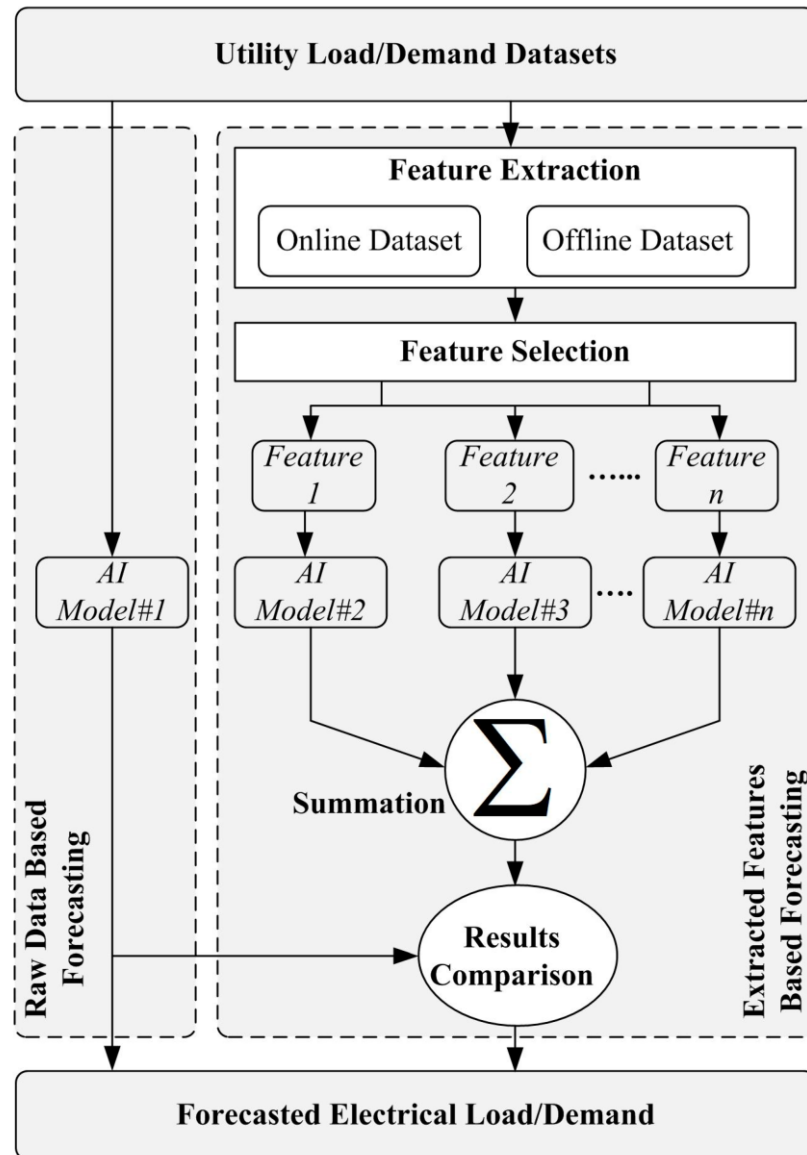 Utility Load/Demand Datasets
Feature Extraction
Online Dataset
Offline Dataset
Feature Selection
Feature
1
Feature
2
......
Feature
n
AI
Model#1
AI
Model#2
AI
Model#3
....
AI
Model#n
Σ
Summation
Results
Comparison
Raw Data Based
Forecasting
Extracted Features
Based Forecasting
Forecasted Electrical Load/Demand